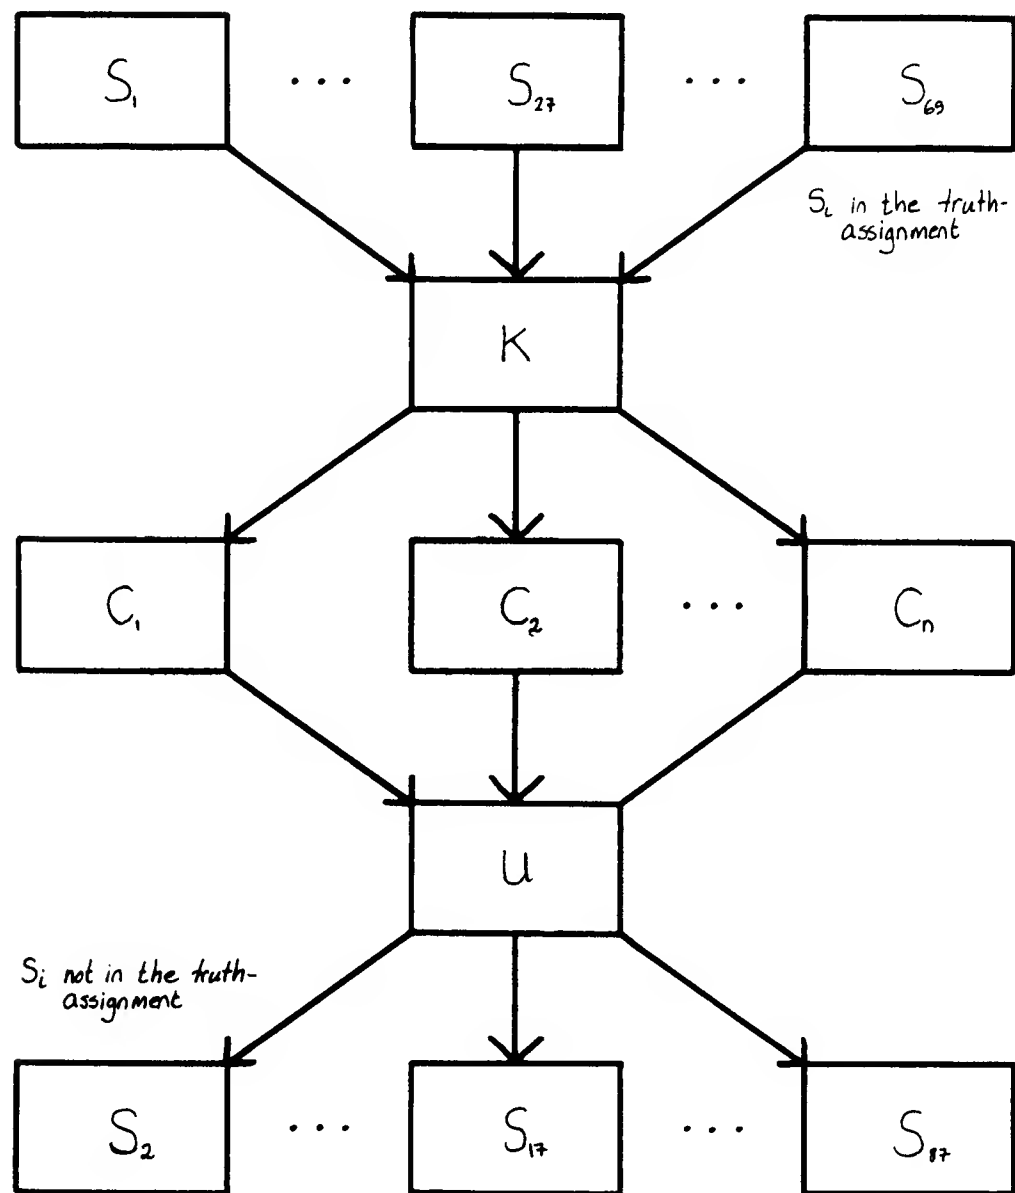 S₁ ... S₂₇ ... S₆₉
Sᵢ in the truth-
assignment
K
C₁ C₂ ... Cₙ
U
Sᵢ not in the truth-
assignment
S₂ ... S₁₇ ... S₈₇